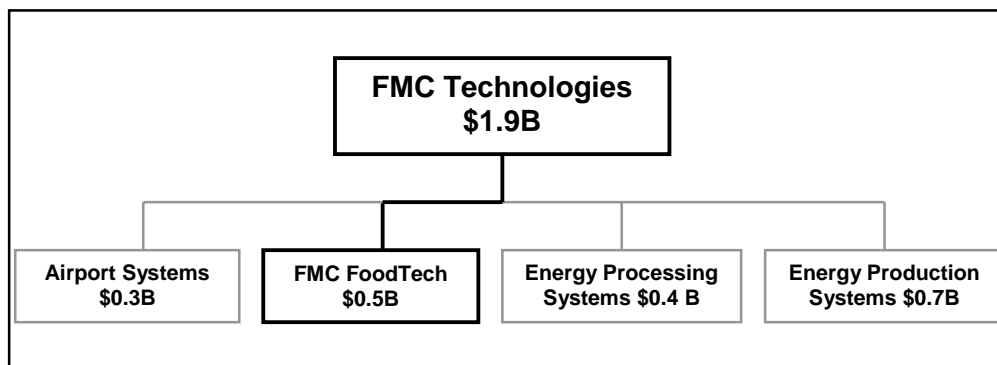 FMC Technologies
$1.9B
Airport Systems
$0.3B
FMC FoodTech
$0.5B
Energy Processing
Systems $0.4 B
Energy Production
Systems $0.7B